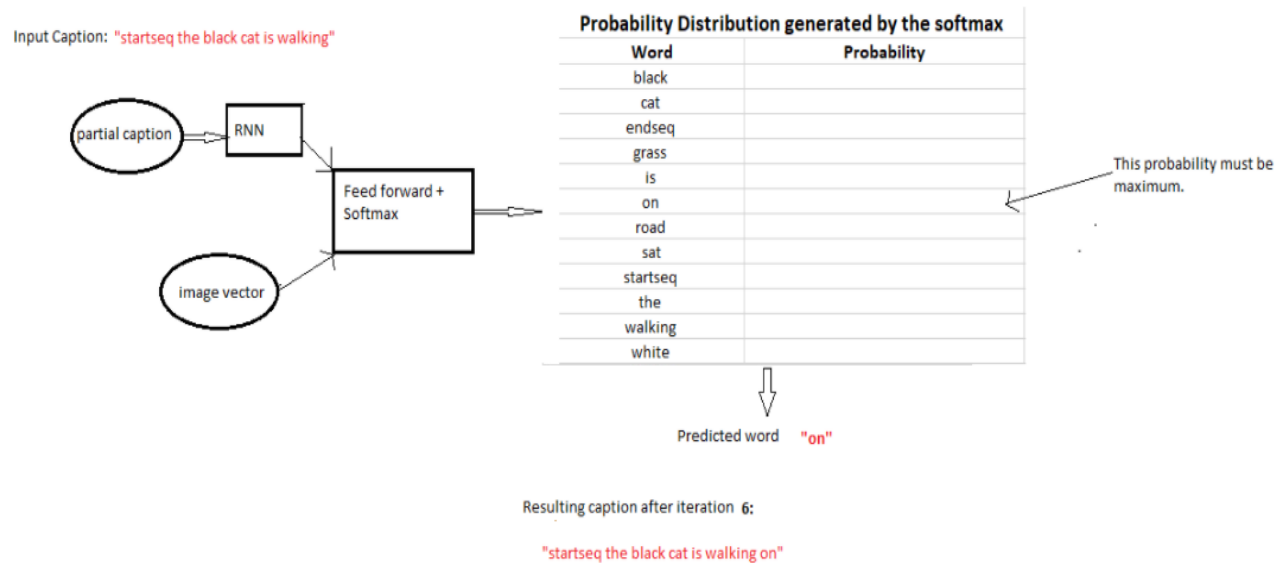 Input Caption: "startseq the black cat is walking"
partial caption
RNN
Feed forward +
Softmax
image vector
Probability Distribution generated by the softmax
Word Probability
black
cat
endseq
grass
is
on
road
sat
startseq
the
walking
white
This probability must be
maximum.
Predicted word "on"
Resulting caption after iteration 6:
"startseq the black cat is walking on"